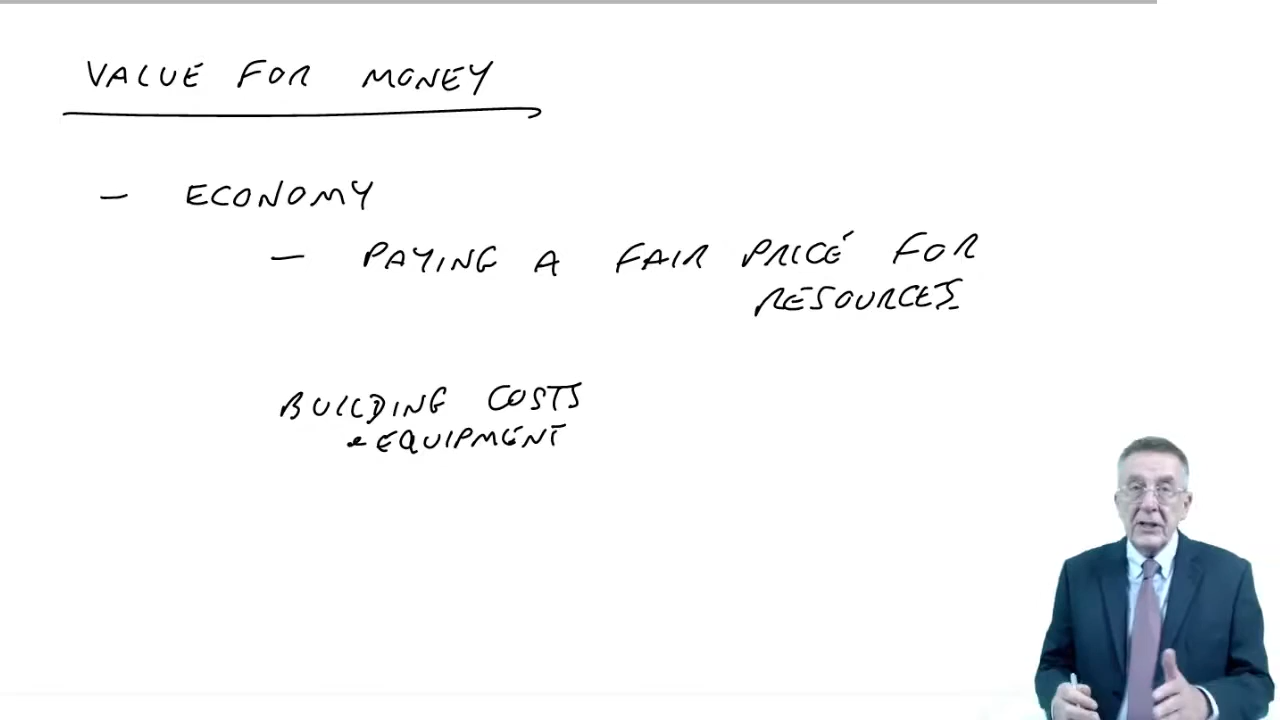 VALUE FOR MONEY
- ECONOMY
- PAYING A FAIR PRICE FOR
RESOURCES
BUILDING COSTS
& EQUIPMENT